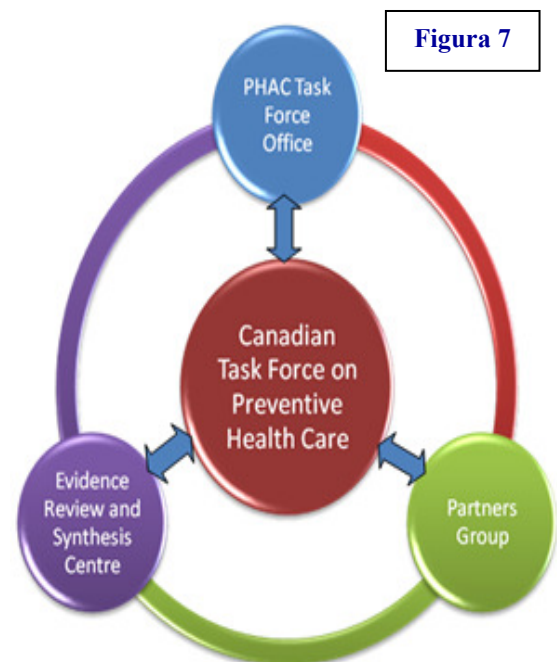 Figura 7
PHAC Task
Force
Office
Canadian
Task Force on
Preventive
Health Care
Evidence
Review and
Synthesis
Centre
Partners
Group